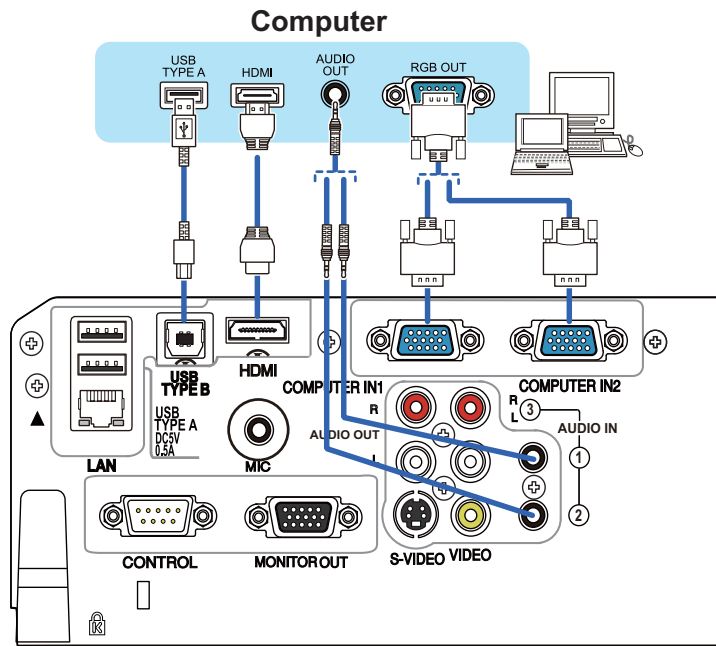 Computer
USB
TYPE A
HDMI
AUDIO
OUT
RGB OUT
USB
TYPE B
HDMI
COMPUTER IN1
COMPUTER IN2
USB
TYPE A
DC5V
0.5A
LAN
MIC
AUDIO OUT
R
L
R
L
3
AUDIO IN
1
2
CONTROL
MONITOR OUT
S-VIDEO
VIDEO
K